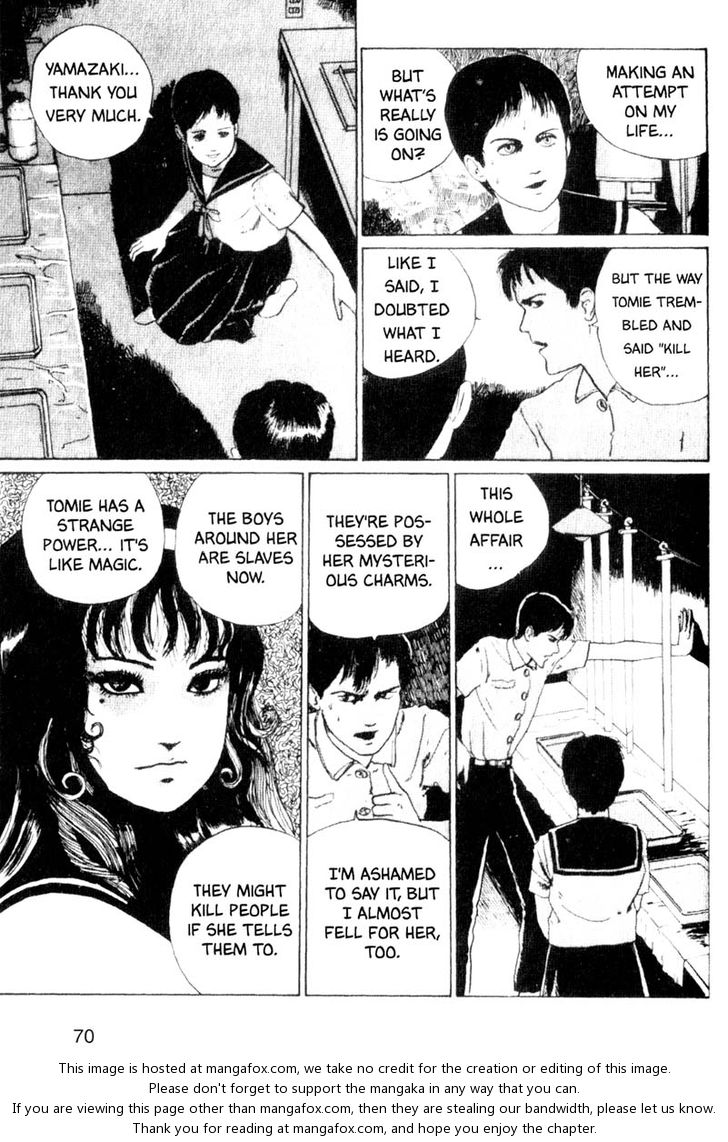 YAMAZAKI...
THANK YOU
VERY MUCH.
BUT
WHAT'S
REALLY
IS GOING
ON?
MAKING AN
ATTEMPT
ON MY
LIFE...
LIKE I
SAID, I
DOUBTED
WHAT I
HEARD.
BUT THE WAY
TOMIE TREM-
BLED AND
SAID "KILL
HER"...
TOMIE HAS A
STRANGE
POWER... IT'S
LIKE MAGIC.
THE BOYS
AROUND HER
ARE SLAVES
NOW.
THEY MIGHT
KILL PEOPLE
IF SHE TELLS
THEM TO.
THEY'RE POS-
SESSED BY
HER MYSTERI-
OUS CHARMS.
I'M ASHAMED
TO SAY IT, BUT
I ALMOST
FELL FOR HER,
TOO.
THIS
WHOLE
AFFAIR
...
70
This image is hosted at mangafox.com, we take no credit for the creation or editing of this image.
Please don't forget to support the mangaka in any way that you can.
If you are viewing this page other than mangafox.com, then they are stealing our bandwidth, please let us know.
Thank you for reading at mangafox.com, and hope you enjoy the chapter.